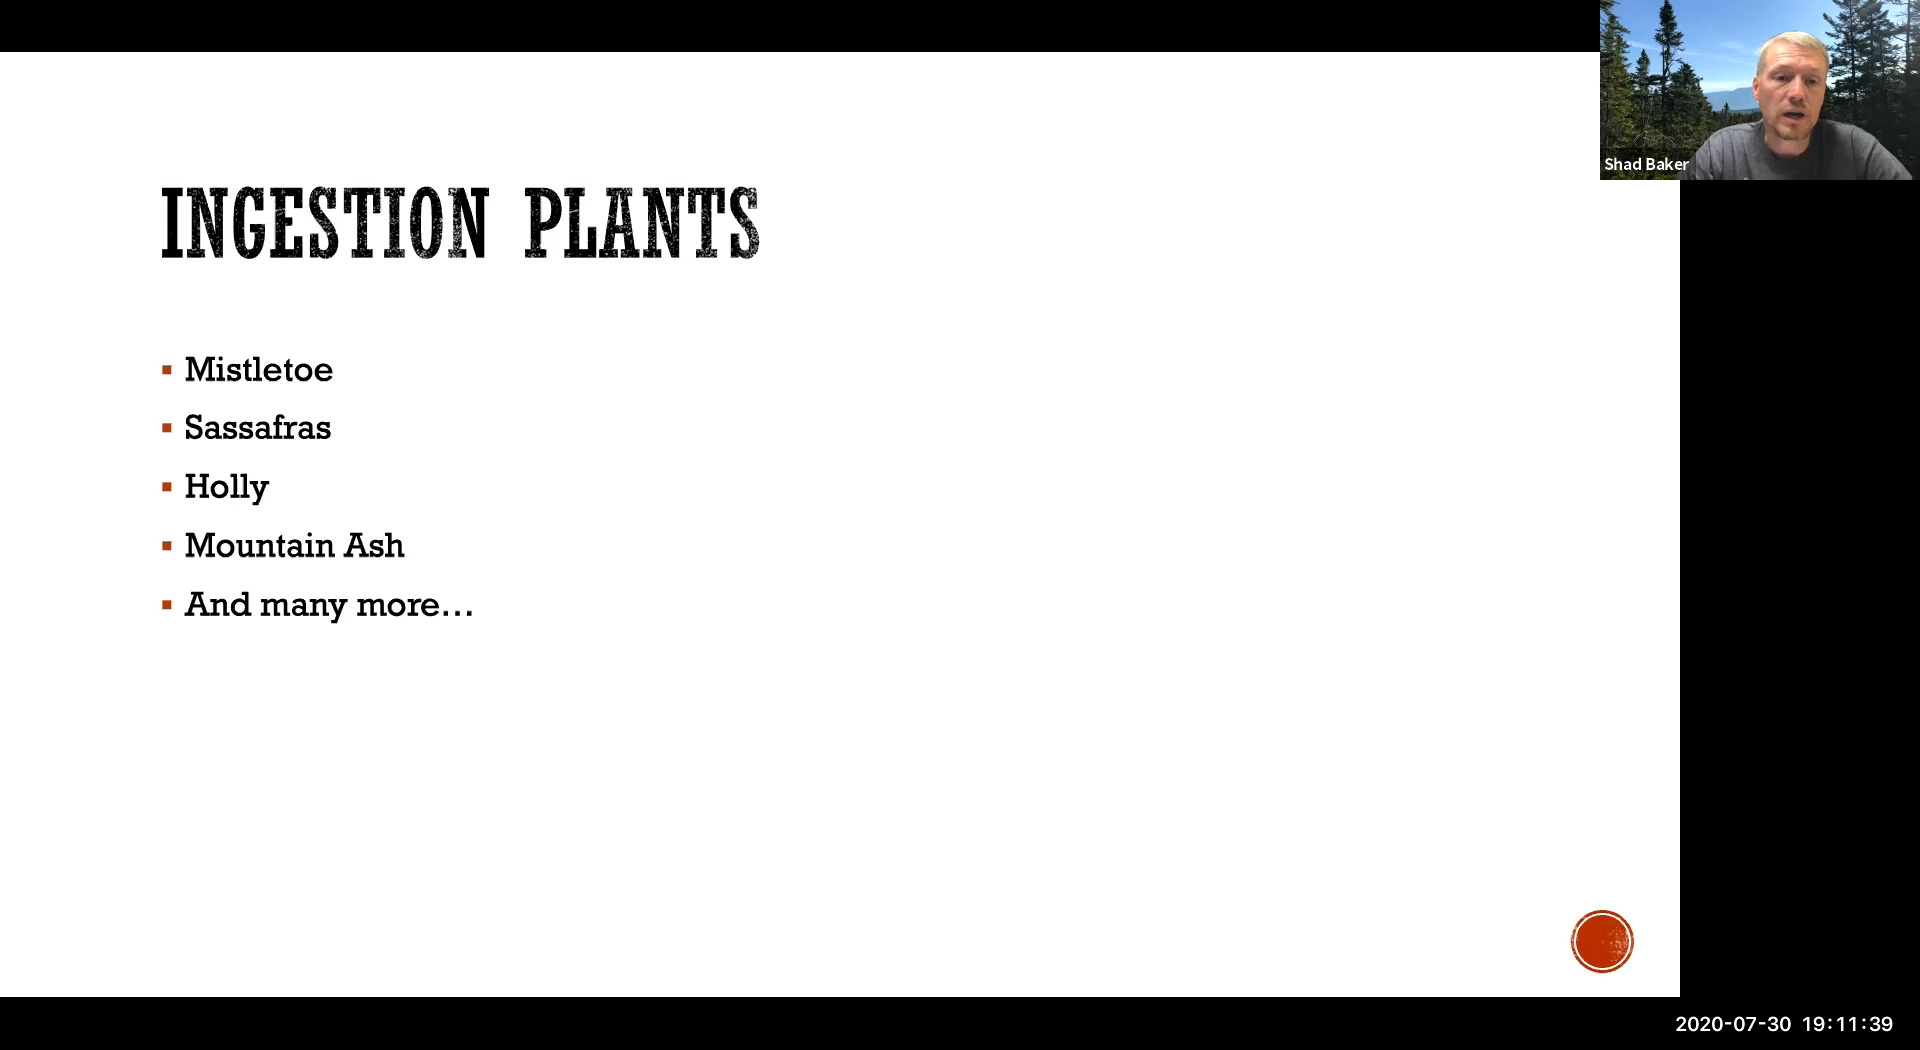 Shad Baker
INGESTION PLANTS
Mistletoe
Sassafras
Holly
Mountain Ash
And many more...
2020-07-30 19:11:39